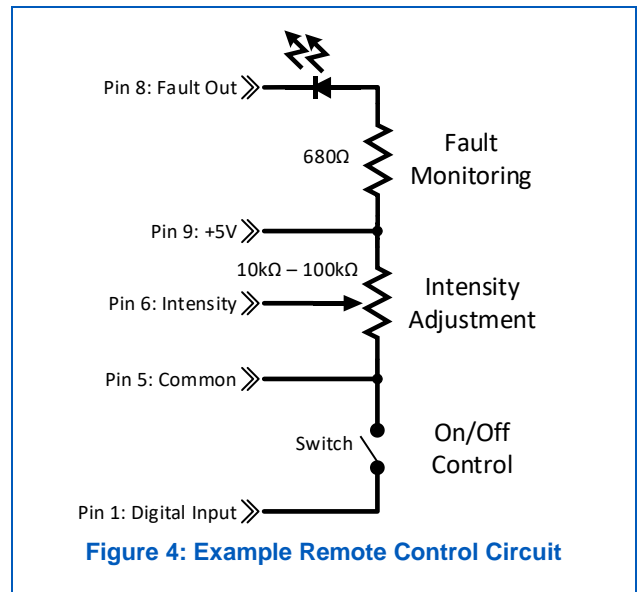 Pin 8: Fault Out
680Ω
Fault
Monitoring
Pin 9: +5V
10kΩ – 100kΩ
Pin 6: Intensity
Intensity
Adjustment
Pin 5: Common
Switch
On/Off
Control
Pin 1: Digital Input
Figure 4: Example Remote Control Circuit